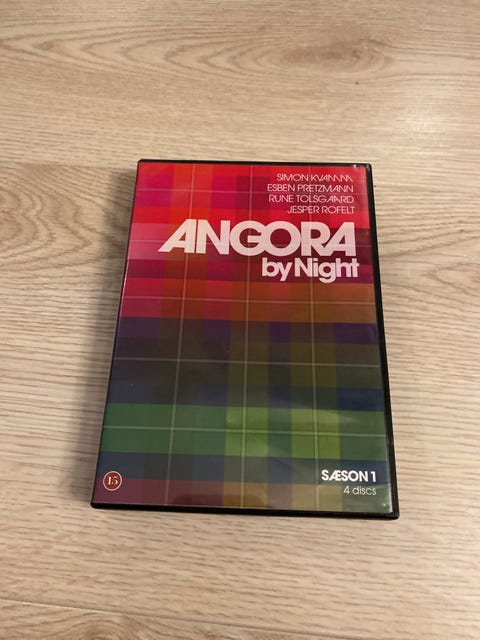 SIMON KVAMM
ESBEN PRETZMANN
RUNE TOLSGAARD
JESPER ROFELT
ANGORA
by Night
SÆSON 1
4 discs
15